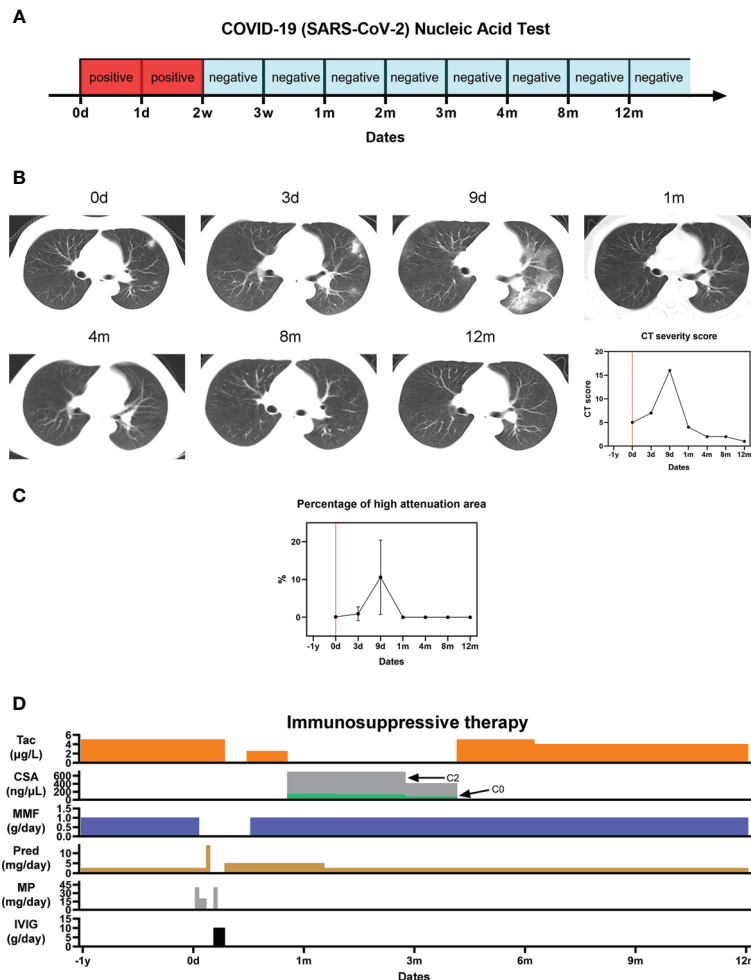 A
COVID-19 (SARS-CoV-2) Nucleic Acid Test
positive positive negative negative negative negative negative negative negative negative
0d 1d 2w 3w 1m 2m 3m 4m 8m 12m
Dates
B
0d 3d 9d 1m
4m 8m 12m
CT severity score
20
15
10
5
0
CT score
-1y 0d 3d 9d 1m 4m 8m 12m
Dates
C
Percentage of high attenuation area
20
10
0
%
-1y 0d 3d 9d 1m 4m 8m 12m
Dates
D
Immunosuppressive therapy
Tac
(µg/L)
6
4
2
0
CSA
(ng/µL)
600
400
200
0
C2
C0
MMF
(g/day)
1.5
1.0
0.5
0.0
Pred
(mg/day)
10
5
0
MP
(mg/day)
45
30
15
0
IVIG
(g/day)
15
10
5
0
-1y 0d 1m 3m 6m 9m 12m
Dates